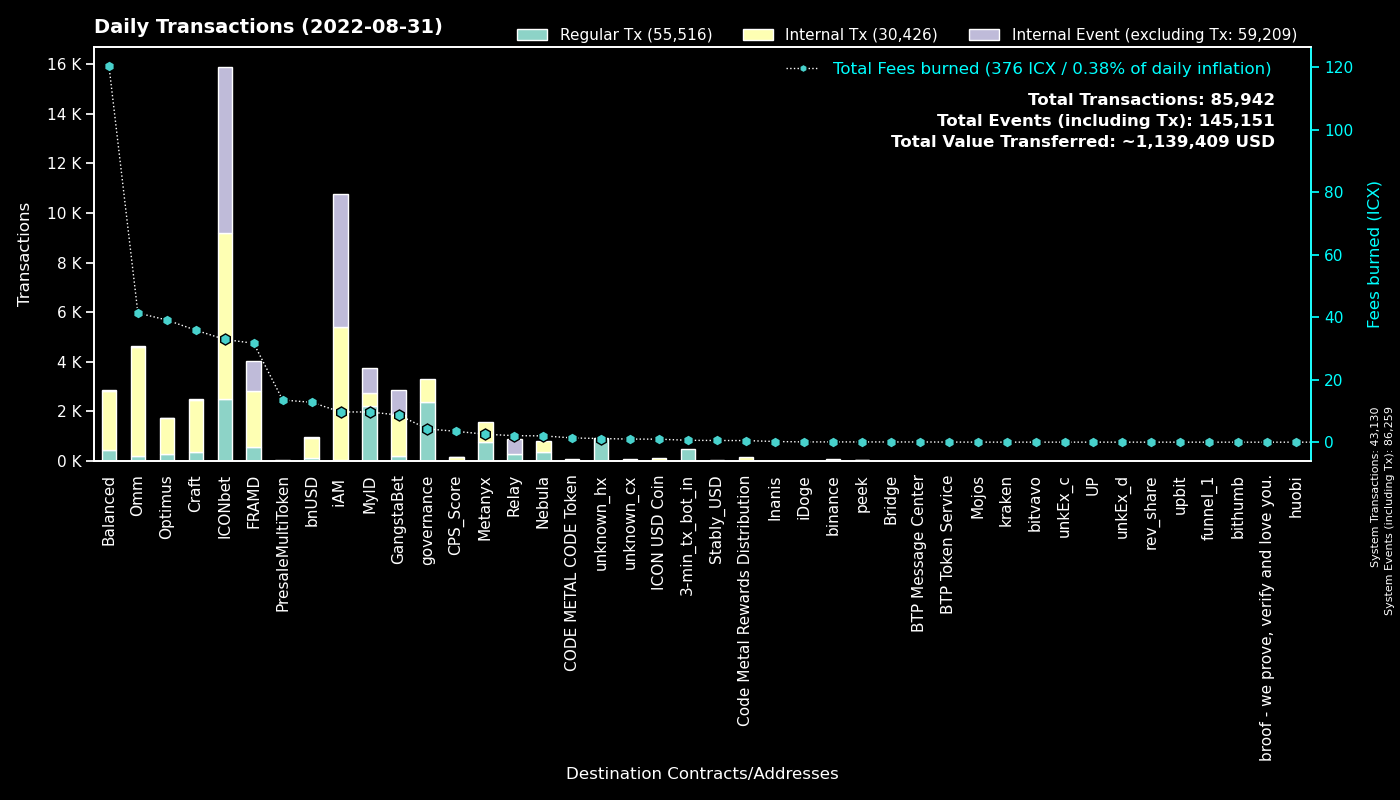 Daily Transactions (2022-08-31)
Regular Tx (55,516)
Internal Tx (30,426)
Internal Event (excluding Tx: 59,209)
Total Fees burned (376 ICX / 0.38% of daily inflation)
Total Transactions: 85,942
Total Events (including Tx): 145,151
Total Value Transferred: ~1,139,409 USD
Transactions
16 K
14 K
12 K
10 K
8 K
6 K
4 K
2 K
0 K
120
100
80
60
40
20
0
Fees burned (ICX)
System Transactions: 43,130
System Events (including Tx): 86,259
Balanced
Omm
Optimus
Craft
ICONbet
FRAMD
PresaleMultiToken
bnUSD
iAM
MyID
GangstaBet
governance
CPS_Score
Metanyx
Relay
Nebula
CODE METAL CODE Token
unknown_hx
unknown_cx
ICON USD Coin
3-min_tx_bot_in
Stably_USD
Code Metal Rewards Distribution
Inanis
iDoge
binance
peek
Bridge
BTP Message Center
BTP Token Service
Mojos
kraken
bitvavo
unkEx_c
UP
unkEx_d
rev_share
upbit
funnel_1
bithumb
broof - we prove, verify and love you.
huobi
Destination Contracts/Addresses